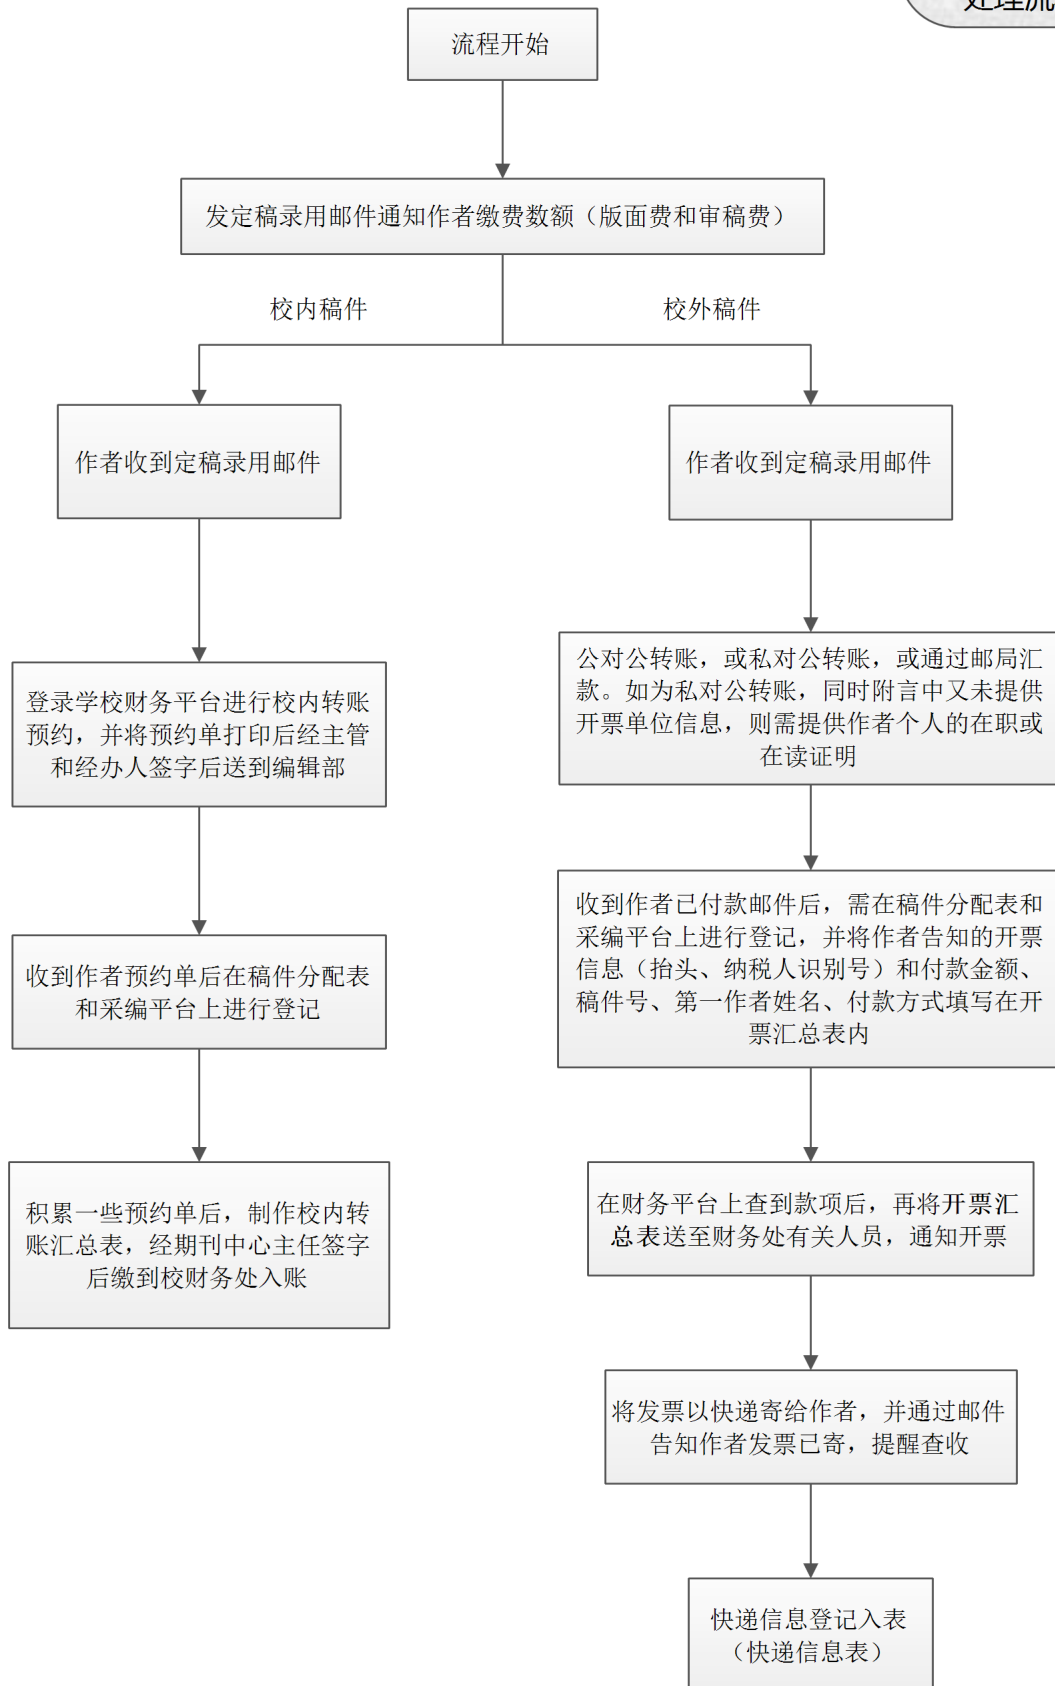 处理流
流程开始
发定稿录用邮件通知作者缴费数额（版面费和审稿费）
校内稿件
校外稿件
作者收到定稿录用邮件
作者收到定稿录用邮件
登录学校财务平台进行校内转账
预约，并将预约单打印后经主管
和经办人签字后送到编辑部
收到作者预约单后在稿件分配表
和采编平台上进行登记
积累一些预约单后，制作校内转
账汇总表，经期刊中心主任签字
后缴到校财务处入账
公对公转账，或私对公转账，或通过邮局汇
款。如为私对公转账，同时附言中又未提供
开票单位信息，则需提供作者个人的在职或
在读证明
收到作者已付款邮件后，需在稿件分配表和
采编平台上进行登记，并将作者告知的开票
信息（抬头、纳税人识别号）和付款金额、
稿件号、第一作者姓名、付款方式填写在开
票汇总表内
在财务平台上查到款项后，再将开票汇
总表送至财务处有关人员，通知开票
将发票以快递寄给作者，并通过邮件
告知作者发票已寄，提醒查收
快递信息登记入表
（快递信息表）